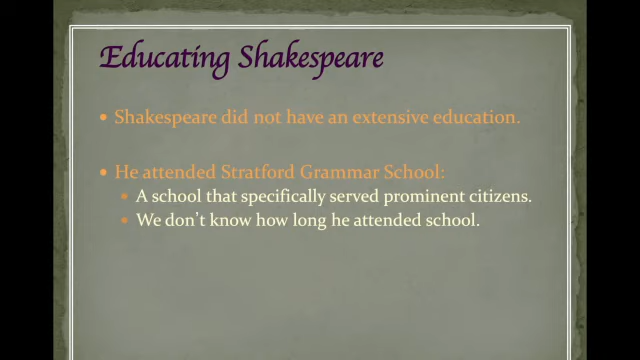 Educating Shakespeare
Shakespeare did not have an extensive education.
He attended Stratford Grammar School:
A school that specifically served prominent citizens.
We don't know how long he attended school.